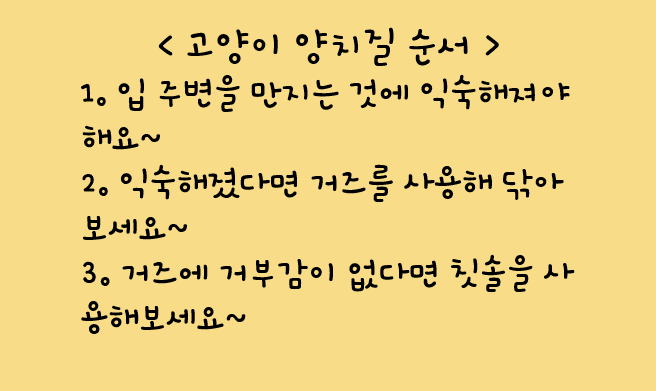 < 고양이 양치질 순서 >
1. 입 주변을 만지는 것에 익숙해져야
해요~
2. 익숙해졌다면 거즈를 사용해 닦아
보세요~
3. 거즈에 거부감이 없다면 칫솔을 사
용해보세요~